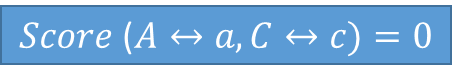 Score (A ↔ a, C ↔ c) = 0